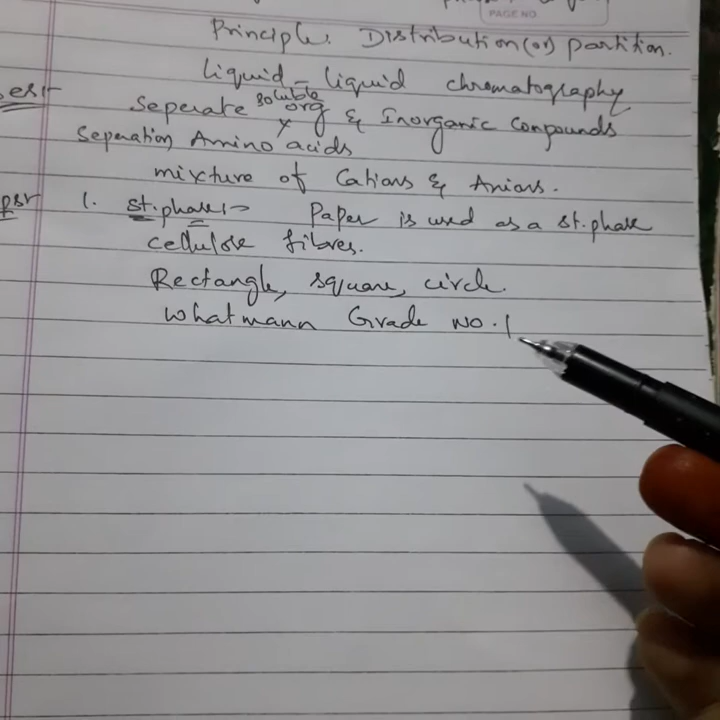 PAGE NO.
Principle: Distribution (or) partition.
liquid - liquid chromatography
Seperate soluble org & Inorganic Compounds
Seperation Amino acids
mixture of Cations & Anions.
1. st.phase:- Paper is used as a st.phase
cellulose fibres.
Rectangle, square, circle.
Whatmann Grade No. 1